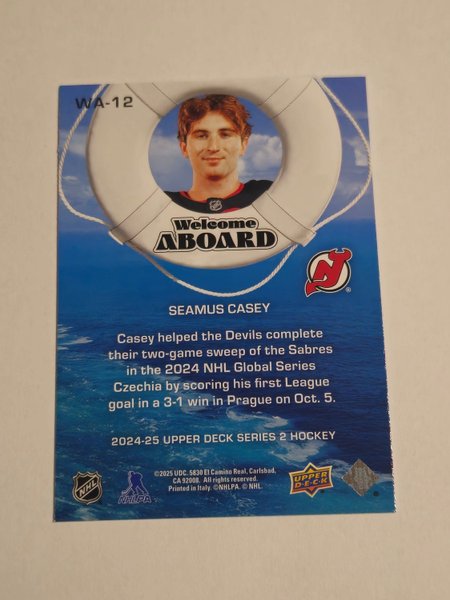 WA-12
Welcome
ABOARD
SEAMUS CASEY
Casey helped the Devils complete
their two-game sweep of the Sabres
in the 2024 NHL Global Series
Czechia by scoring his first League
goal in a 3-1 win in Prague on Oct. 5.
2024-25 UPPER DECK SERIES 2 HOCKEY
©2025 UDC. 5830 El Camino Real, Carlsbad,
CA 92008. All rights reserved.
Printed in Italy. ©NHLPA. © NHL.
NHL
NHLPA
UPPER
DECK